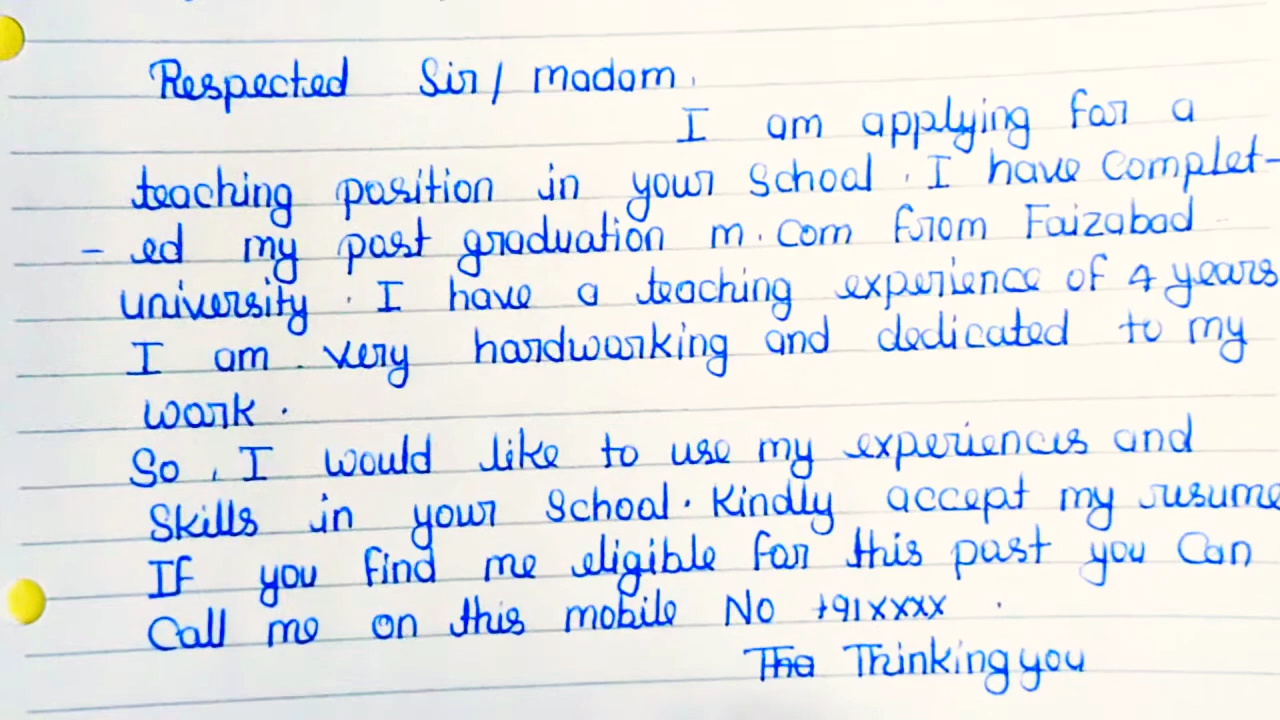 Respected Sir/ madam.
I am applying for a
teaching position in your School. I have Complet-
- ed my post graduation m.com from Faizabad
university. I have a teaching experience of 4 years
I am very hardworking and dedicated to my
work.
So, I would like to use my experiences and
Skills in your School. Kindly accept my resume
If you find me eligible for this post you Can
Call me on this mobile No +91xxxx .
Tha Thinking you